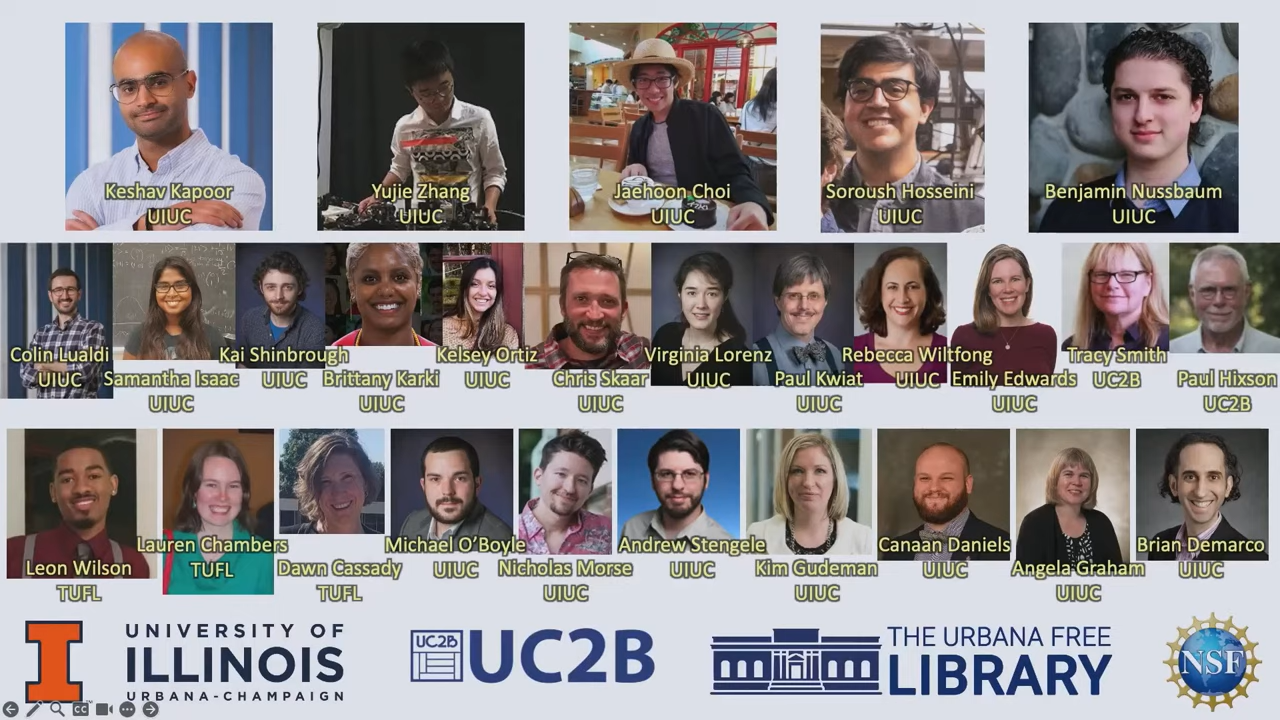 Keshav Kapoor
UIUC
Yujie Zhang
UIUC
Jaehoon Choi
UIUC
Soroush Hosseini
UIUC
Benjamin Nussbaum
UIUC
Colin Lualdi
UIUC
Samantha Isaac
UIUC
Kai Shinbrough
UIUC
Brittany Karki
UIUC
Kelsey Ortiz
UIUC
Chris Skaar
UIUC
Virginia Lorenz
UIUC
Paul Kwiat
UIUC
Rebecca Wiltfong
UIUC
Emily Edwards
UIUC
Tracy Smith
UC2B
Paul Hixson
UC2B
Leon Wilson
TUFL
Lauren Chambers
TUFL
Dawn Cassady
TUFL
Michael O'Boyle
UIUC
Nicholas Morse
UIUC
Andrew Stengele
UIUC
Kim Gudeman
UIUC
Canaan Daniels
UIUC
Angela Graham
UIUC
Brian Demarco
UIUC
UNIVERSITY OF
ILLINOIS
URBANA-CHAMPAIGN
UC2B
UC2B
THE URBANA FREE
LIBRARY
NSF
CC